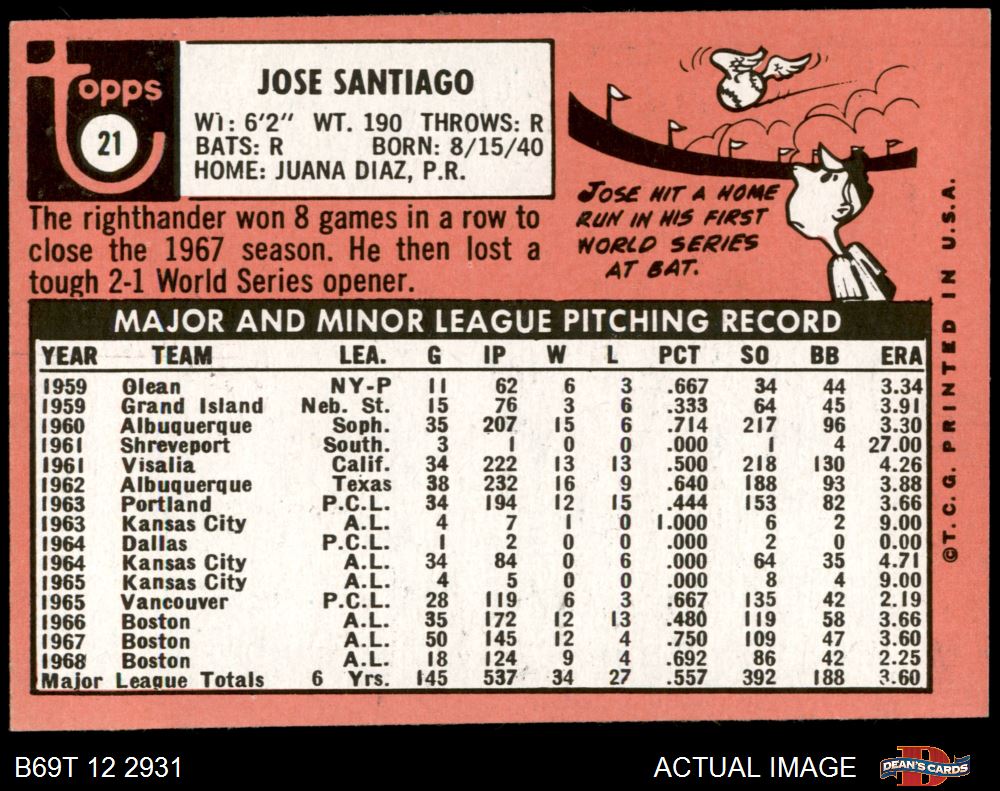 Topps
21
JOSE SANTIAGO
WT: 6'2" WT. 190 THROWS: R
BATS: R BORN: 8/15/40
HOME: JUANA DIAZ, P.R.
The righthander won 8 games in a row to
close the 1967 season. He then lost a
tough 2-1 World Series opener.
JOSE HIT A HOME
RUN IN HIS FIRST
WORLD SERIES
AT BAT.
MAJOR AND MINOR LEAGUE PITCHING RECORD
YEAR TEAM LEA. G IP W L PCT SO BB ERA
1959 Olean NY-P 11 62 6 3 .667 34 44 3.34
1959 Grand Island Neb. St. 15 76 3 6 .333 64 45 3.91
1960 Albuquerque Soph. 35 207 15 6 .714 217 96 3.30
1961 Shreveport South. 3 1 0 0 .000 1 4 27.00
1961 Visalia Calif. 34 222 13 13 .500 218 130 4.26
1962 Albuquerque Texas 38 232 16 9 .640 188 93 3.88
1963 Portland P.C.L. 34 194 12 15 .444 153 82 3.66
1963 Kansas City A.L. 4 7 1 0 1.000 6 2 9.00
1964 Dallas P.C.L. 1 2 0 0 .000 2 0 0.00
1964 Kansas City A.L. 34 84 0 6 .000 64 35 4.71
1965 Kansas City A.L. 4 5 0 0 .000 8 4 9.00
1965 Vancouver P.C.L. 28 119 6 3 .667 135 42 2.19
1966 Boston A.L. 35 172 12 13 .480 119 58 3.66
1967 Boston A.L. 50 145 12 4 .750 109 47 3.60
1968 Boston A.L. 18 124 9 4 .692 86 42 2.25
Major League Totals 6 Yrs. 145 537 34 27 .557 392 188 3.60
©T.C.G. PRINTED IN U.S.A.
B69T 12 2931
ACTUAL IMAGE
D
DEAN'S CARDS